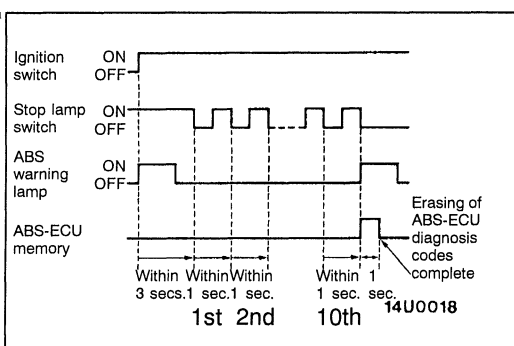 Ignition ON
switch OFF
Stop lamp ON
switch OFF
ABS ON
warning OFF
lamp
ABS-ECU
memory
Erasing of
ABS-ECU
diagnosis
codes
complete
Within Within Within Within 1
3 secs. 1 sec. 1 sec. 1 sec. sec.
14U0018
1st 2nd 10th